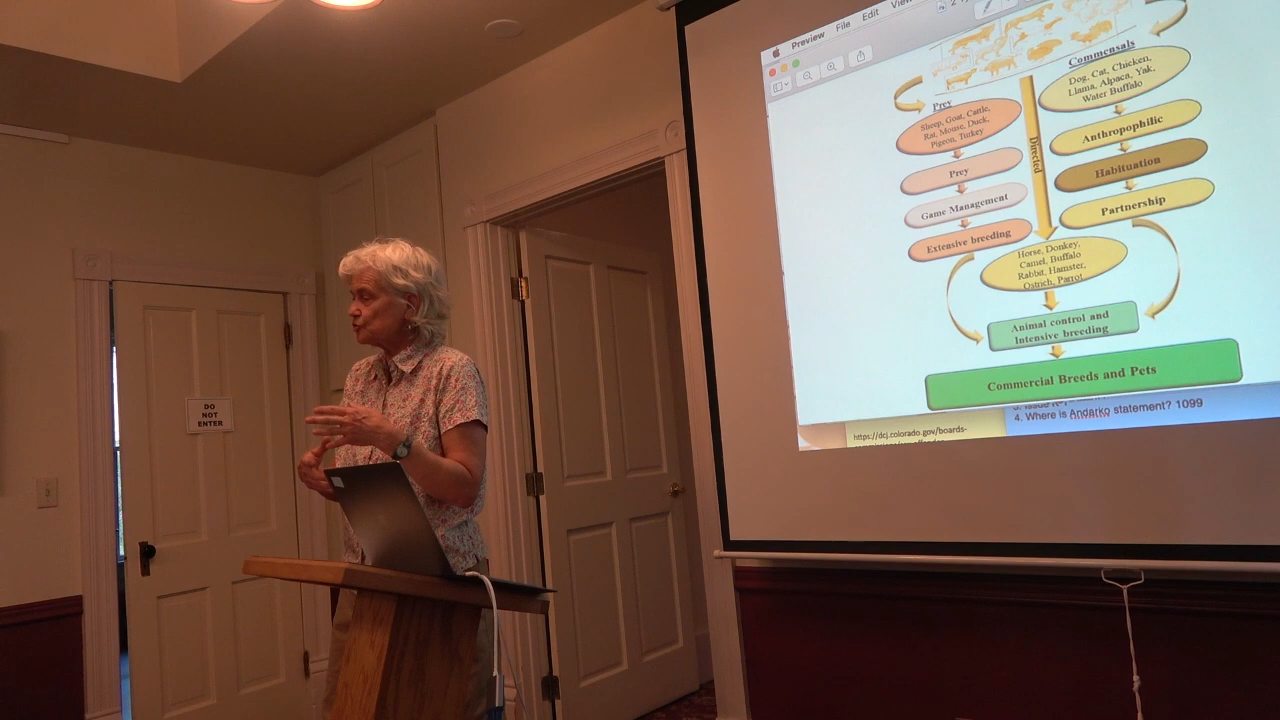 DO
NOT
ENTER
Preview File Edit View
Commensals
Dog, Cat, Chicken,
Llama, Alpaca, Yak,
Water Buffalo
Anthropophilic
Habituation
Partnership
Directed
Prey
Sheep, Goat, Cattle,
Rat, Mouse, Duck,
Pigeon, Turkey
Prey
Game Management
Extensive breeding
Horse, Donkey,
Camel, Buffalo
Rabbit, Hamster,
Ostrich, Parrot
Animal control and
Intensive breeding
Commercial Breeds and Pets
4. Where is Andarko statement? 1099
https://dcj.colorado.gov/boards-